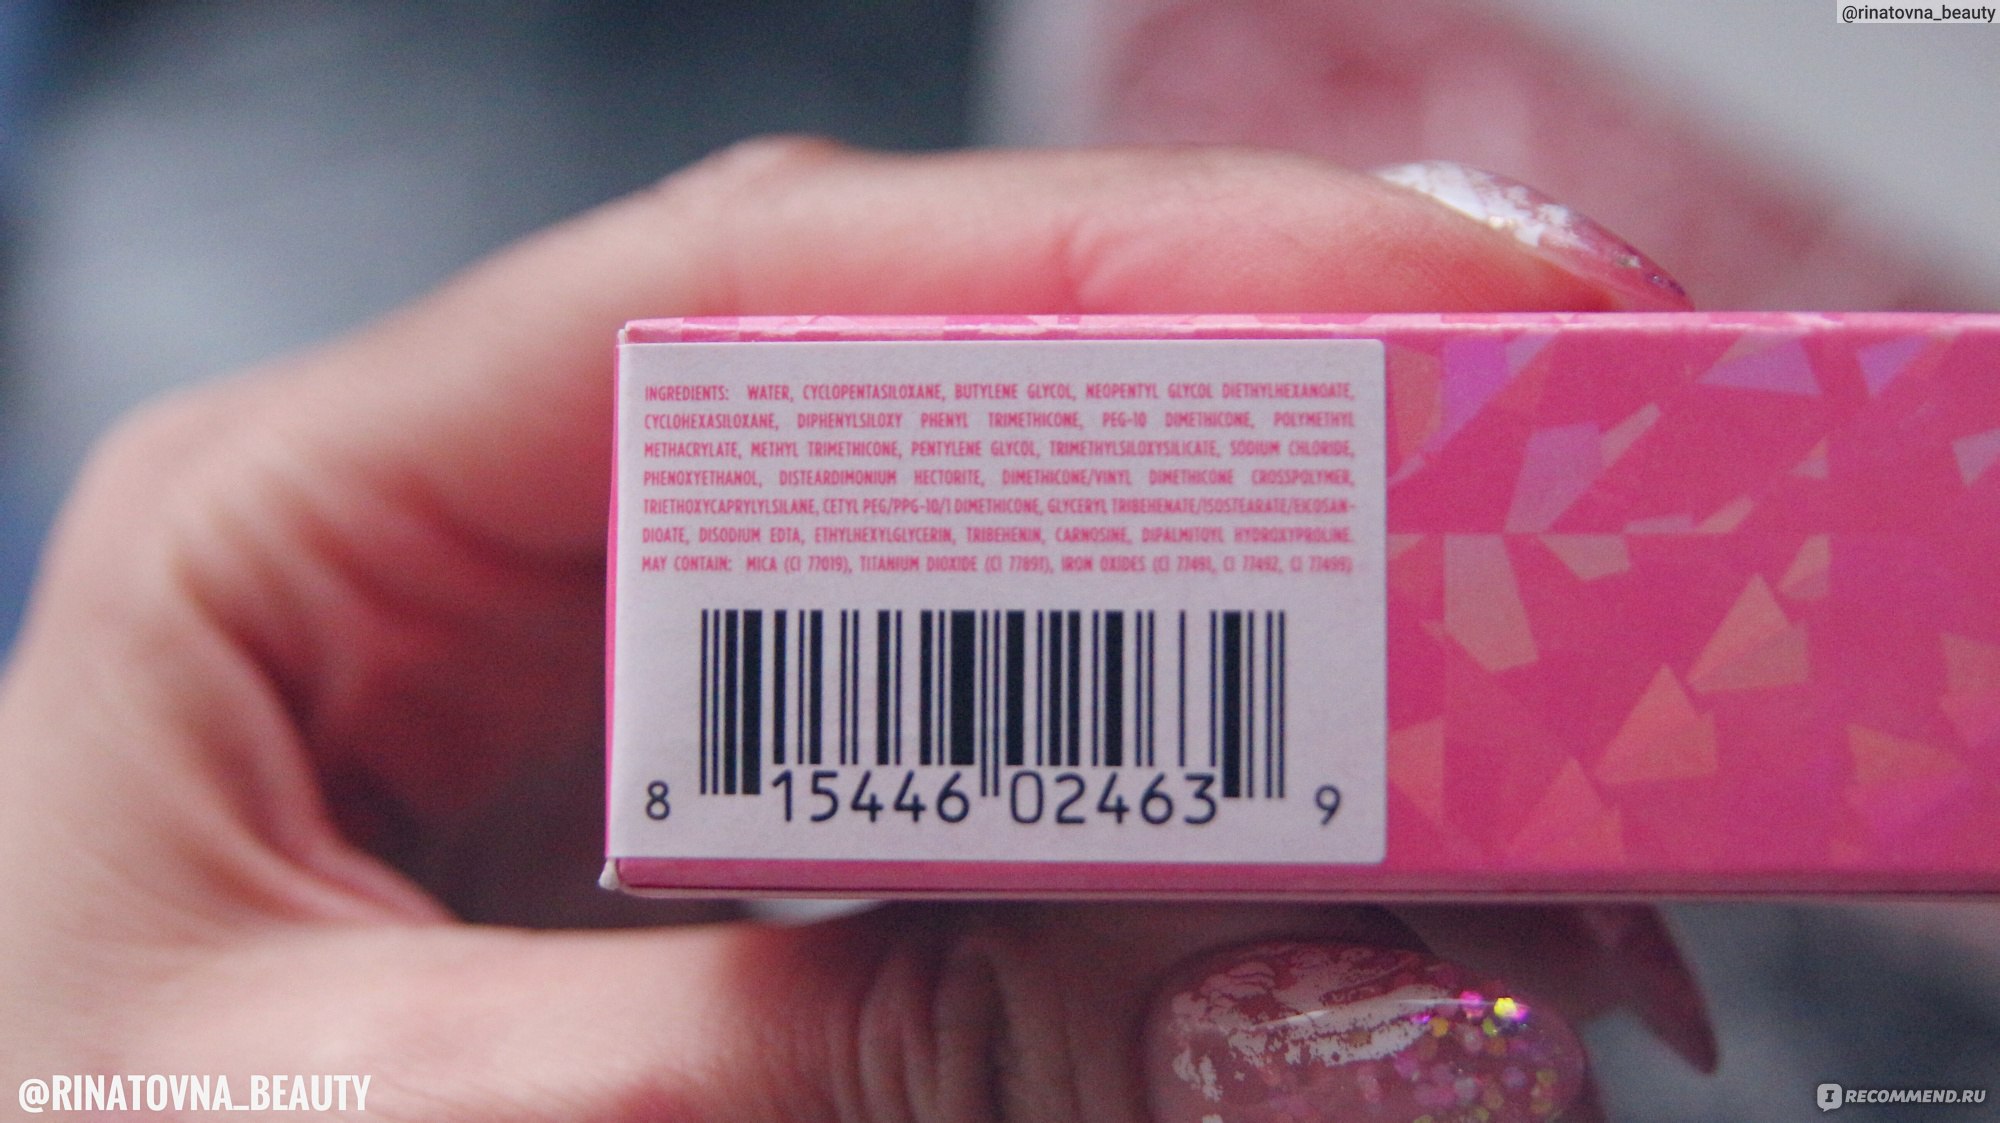 @rinatovna_beauty
INGREDIENTS: WATER, CYCLOPENTASILOXANE, BUTYLENE GLYCOL, NEOPENTYL GLYCOL DIETHYLHEXANOATE,
CYCLOHEXASILOXANE, DIPHENYLSILOXY PHENYL TRIMETHICONE, PEG-10 DIMETHICONE, POLYMETHYL
METHACRYLATE, METHYL TRIMETHICONE, PENTYLENE GLYCOL, TRIMETHYLSILOXYSILICATE, SODIUM CHLORIDE,
PHENOXYETHANOL, DISTEARDIMONIUM HECTORITE, DIMETHICONE/VINYL DIMETHICONE CROSSPOLYMER,
TRIETHOXYCAPRYLYLSILANE, CETYL PEG/PPG-10/1 DIMETHICONE, GLYCERYL TRIBEHENATE/ISOSTEARATE/EICOSAN-
DIOATE, DISODIUM EDTA, ETHYLHEXYLGLYCERIN, TRIBEHENIN, CARNOSINE, DIPALMITOYL HYDROXYPROLINE.
MAY CONTAIN: MICA (CI 77019), TITANIUM DIOXIDE (CI 77891), IRON OXIDES (CI 77491, CI 77492, CI 77499)
8 15446 02463 9
@RINATOVNA_BEAUTY
IRECOMMEND.RU